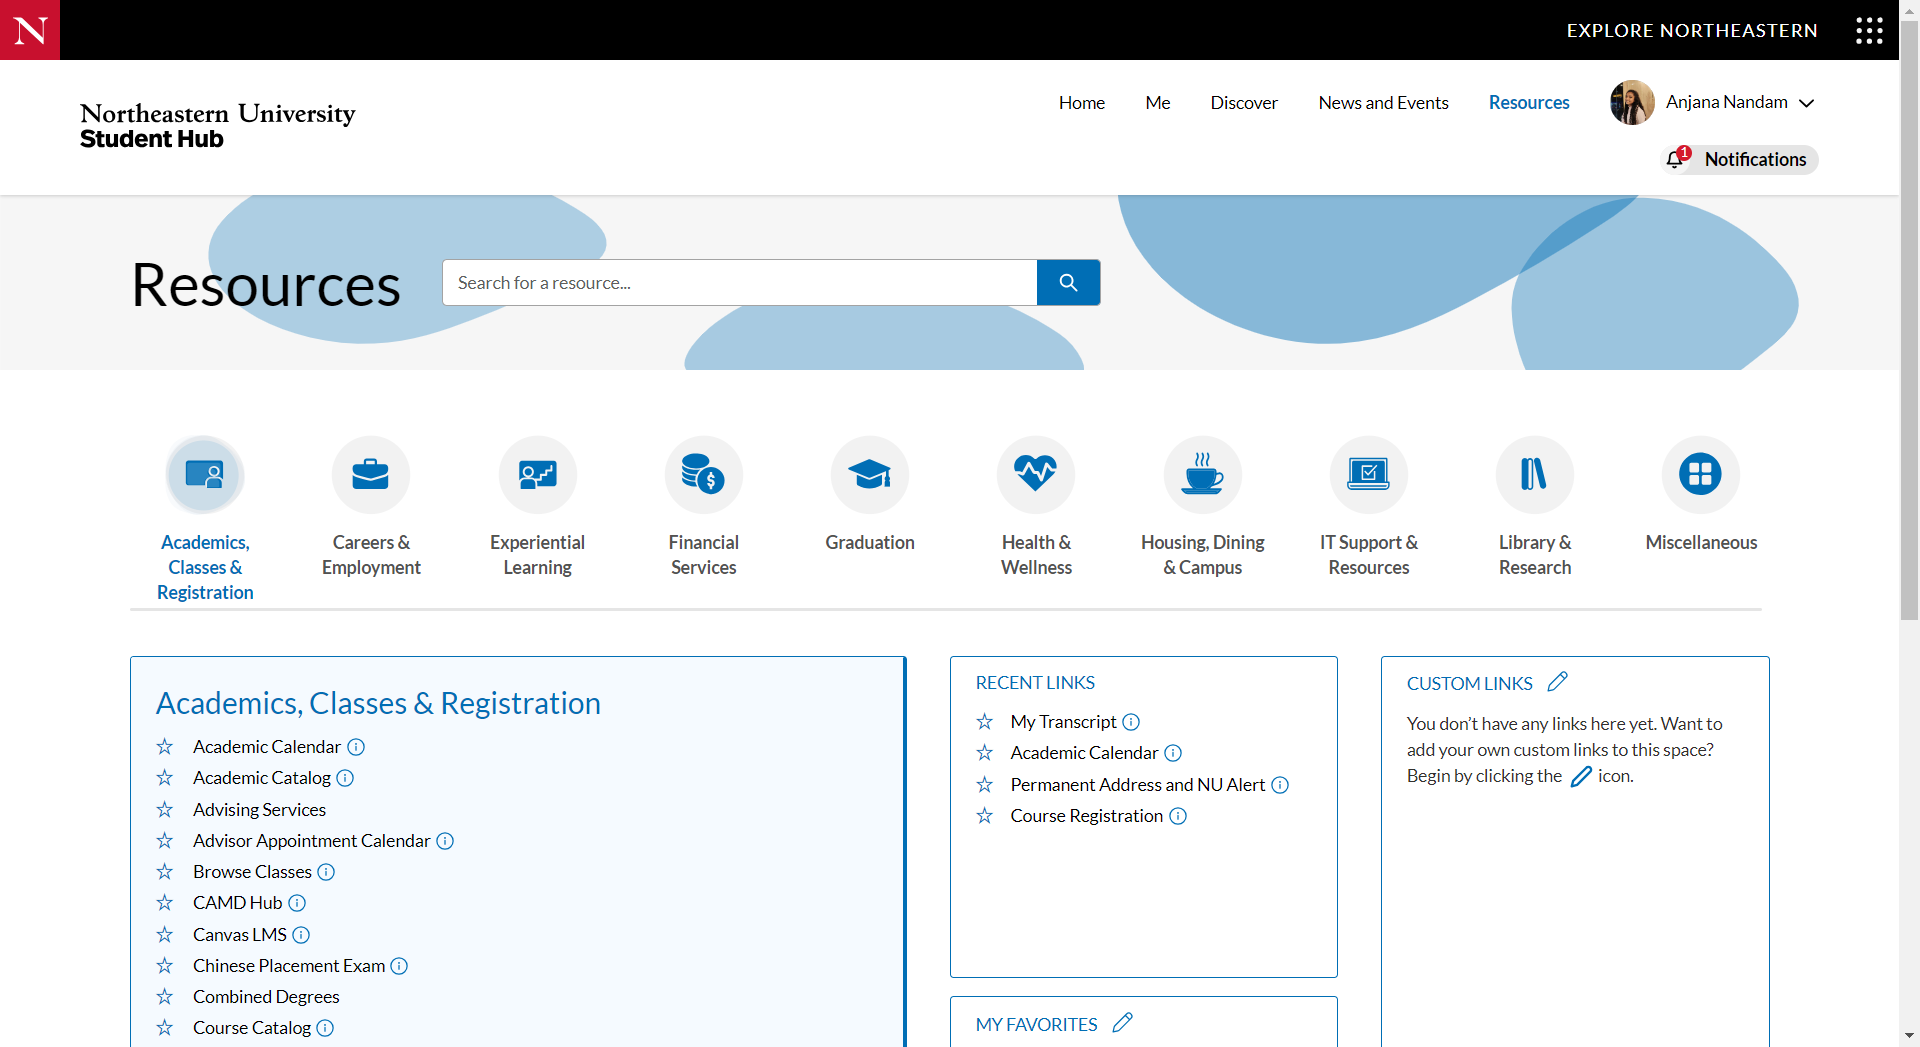 N
EXPLORE NORTHEASTERN
Northeastern University
Student Hub
Home
Me
Discover
News and Events
Resources
Anjana Nandam
1
Notifications
Resources
Search for a resource...
Academics,
Classes &
Registration
Careers &
Employment
Experiential
Learning
Financial
Services
Graduation
Health &
Wellness
Housing, Dining
& Campus
IT Support &
Resources
Library &
Research
Miscellaneous
Academics, Classes & Registration
Academic Calendar
Academic Catalog
Advising Services
Advisor Appointment Calendar
Browse Classes
CAMD Hub
Canvas LMS
Chinese Placement Exam
Combined Degrees
Course Catalog
RECENT LINKS
My Transcript
Academic Calendar
Permanent Address and NU Alert
Course Registration
MY FAVORITES
CUSTOM LINKS
You don’t have any links here yet. Want to
add your own custom links to this space?
Begin by clicking the icon.